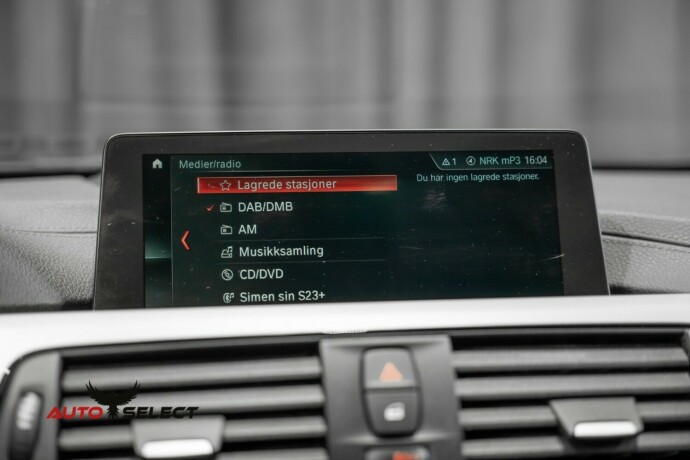 Medier/radio
1 NRK mP3 16:04
Lagrede stasjoner
Du har ingen lagrede stasjoner.
DAB/DMB
AM
Musikksamling
CD/DVD
Simen sin S23+
AUTO SELECT